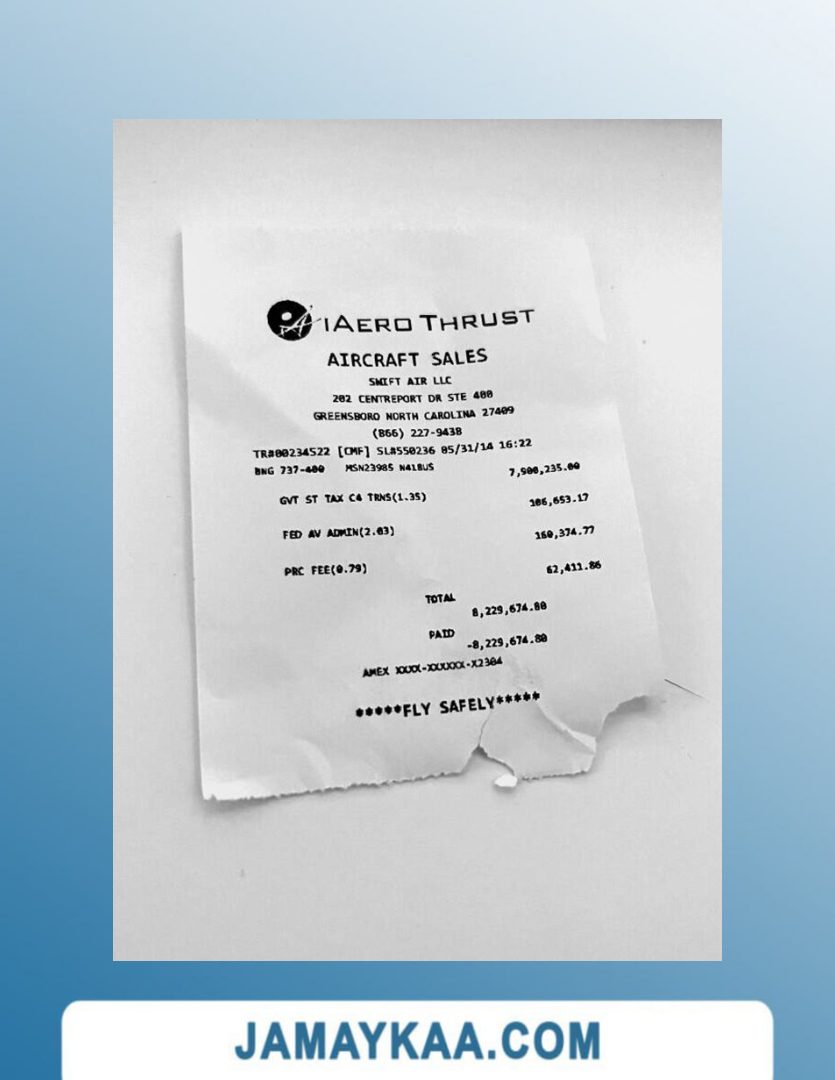 iAERO THRUST
AIRCRAFT SALES
SWIFT AIR LLC
202 CENTREPORT DR STE 400
GREENSBORO NORTH CAROLINA 27409
(866) 227-9438
TR#00234522 [CMF] SL#550236 05/31/14 16:22
BNG 737-400 MSN23985 N418US 7,900,235.00
GVT ST TAX C4 TRNS(1.35) 106,653.17
FED AV ADMIN(2.03) 160,374.77
PRC FEE(0.79) 62,411.86
TOTAL
8,229,674.80
PAID
-8,229,674.80
AMEX XXXX-XXXXXX-X2304
*****FLY SAFELY*****
JAMAYKAA.COM